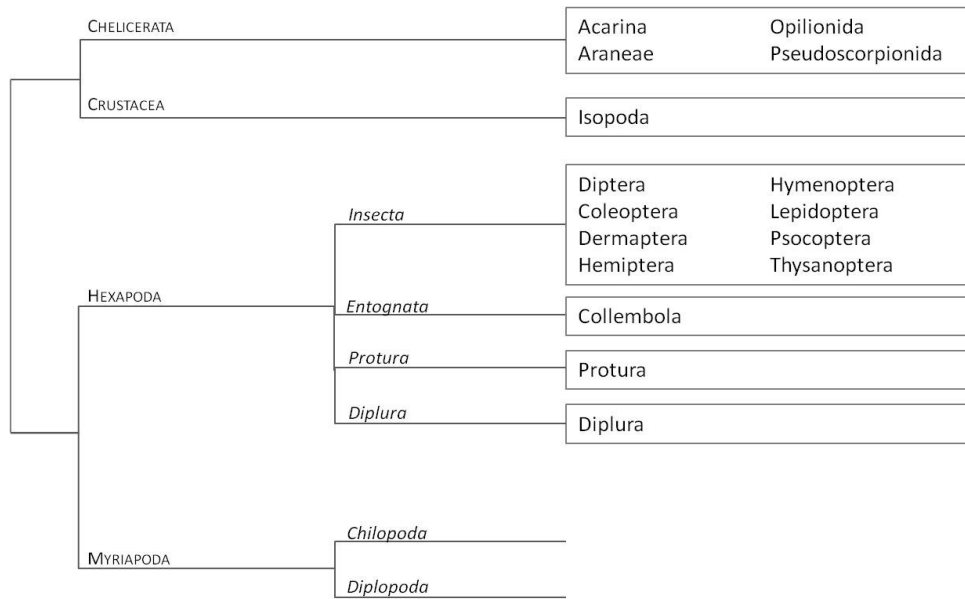 CHELICERATA
Acarina Opilionida
Araneae Pseudoscorpionida
CRUSTACEA
Isopoda
Diptera Hymenoptera
Insecta
Coleoptera Lepidoptera
Dermaptera Psocoptera
Hemiptera Thysanoptera
HEXAPODA
Entognata
Collembola
Protura
Protura
Diplura
Diplura
Chilopoda
MYRIAPODA
Diplopoda